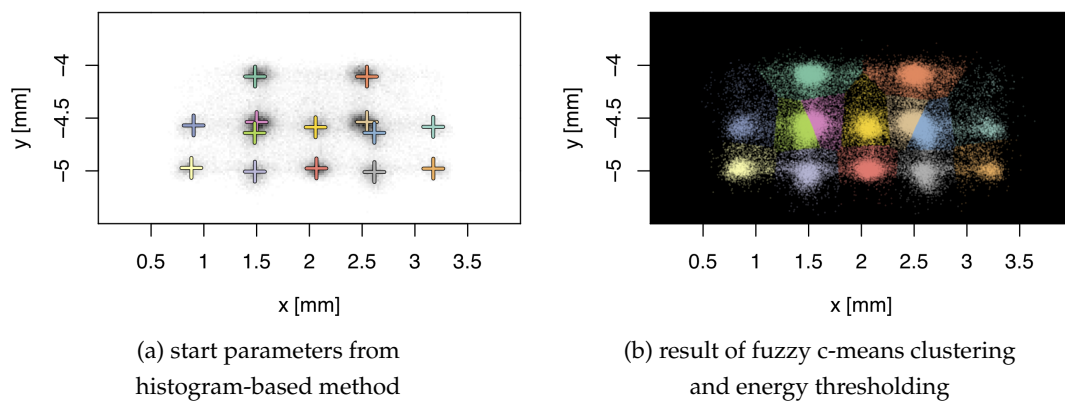 y [mm]
−4
−4.5
−5
0.5 1 1.5 2 2.5 3 3.5
x [mm]
(a) start parameters from
histogram-based method
y [mm]
−4
−4.5
−5
0.5 1 1.5 2 2.5 3 3.5
x [mm]
(b) result of fuzzy c-means clustering
and energy thresholding